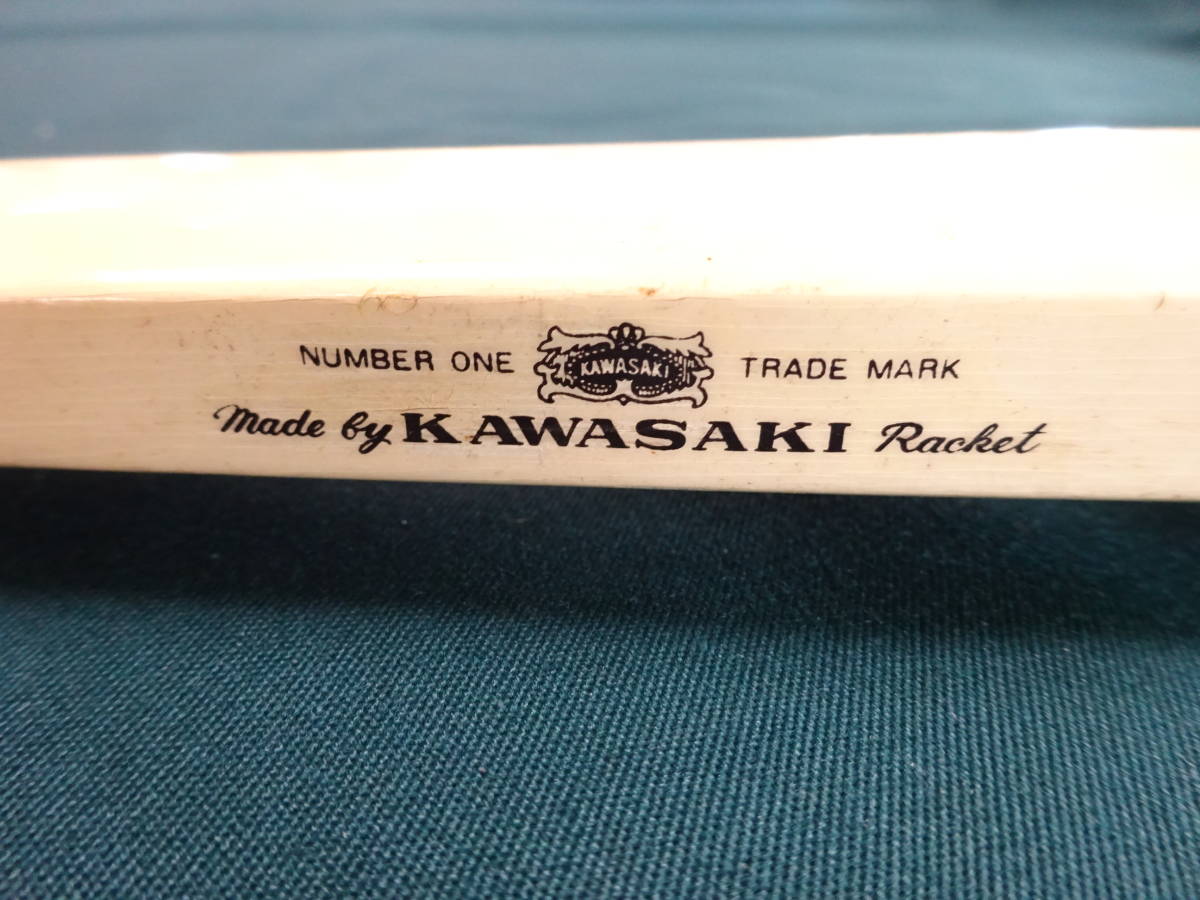 NUMBER ONE KAWASAKI TRADE MARK
Made by KAWASAKI Racket